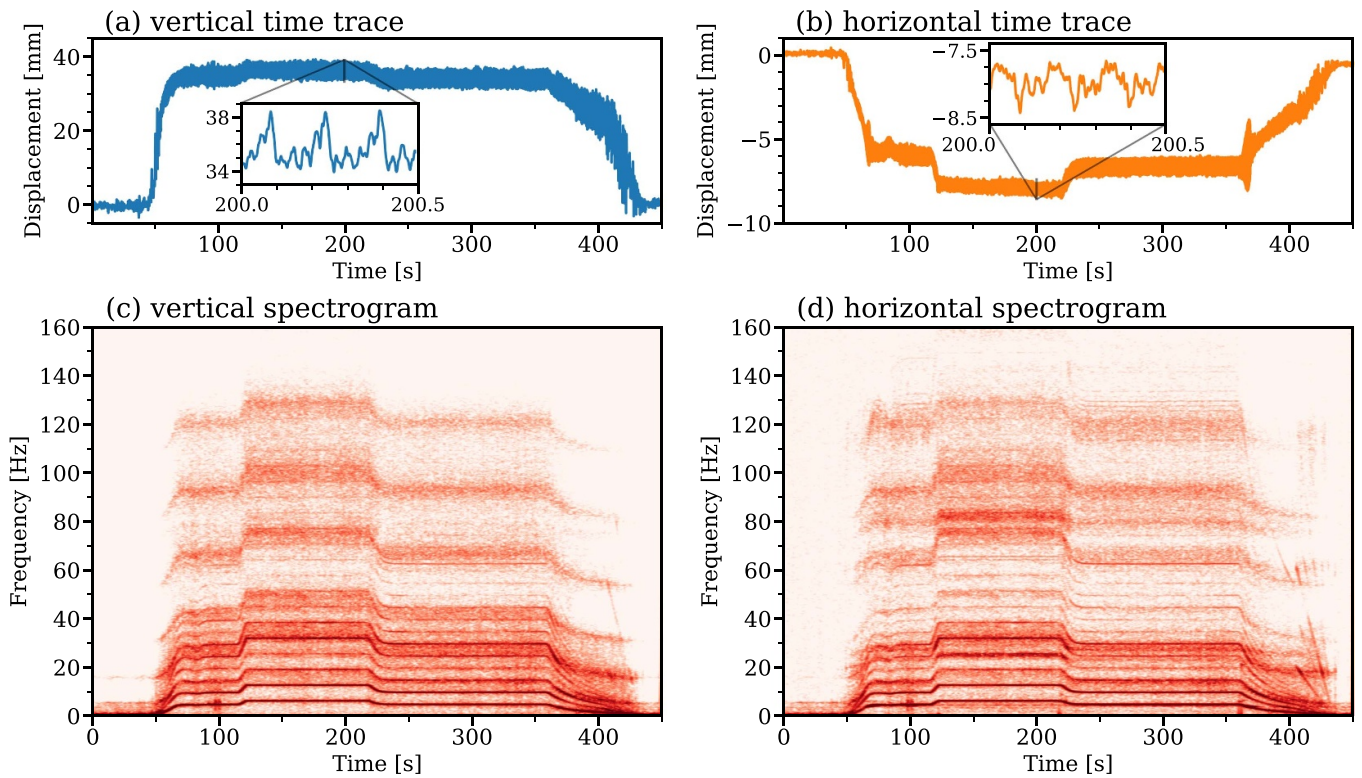 (a) vertical time trace
Displacement [mm]
40
20
0
38
34
200.0 200.5
100 200 300 400
Time [s]
(b) horizontal time trace
Displacement [mm]
0
−5
−10
−7.5
−8.5
200.0 200.5
100 200 300 400
Time [s]
(c) vertical spectrogram
Frequency [Hz]
160
140
120
100
80
60
40
20
0
0 100 200 300 400
Time [s]
(d) horizontal spectrogram
Frequency [Hz]
160
140
120
100
80
60
40
20
0
0 100 200 300 400
Time [s]